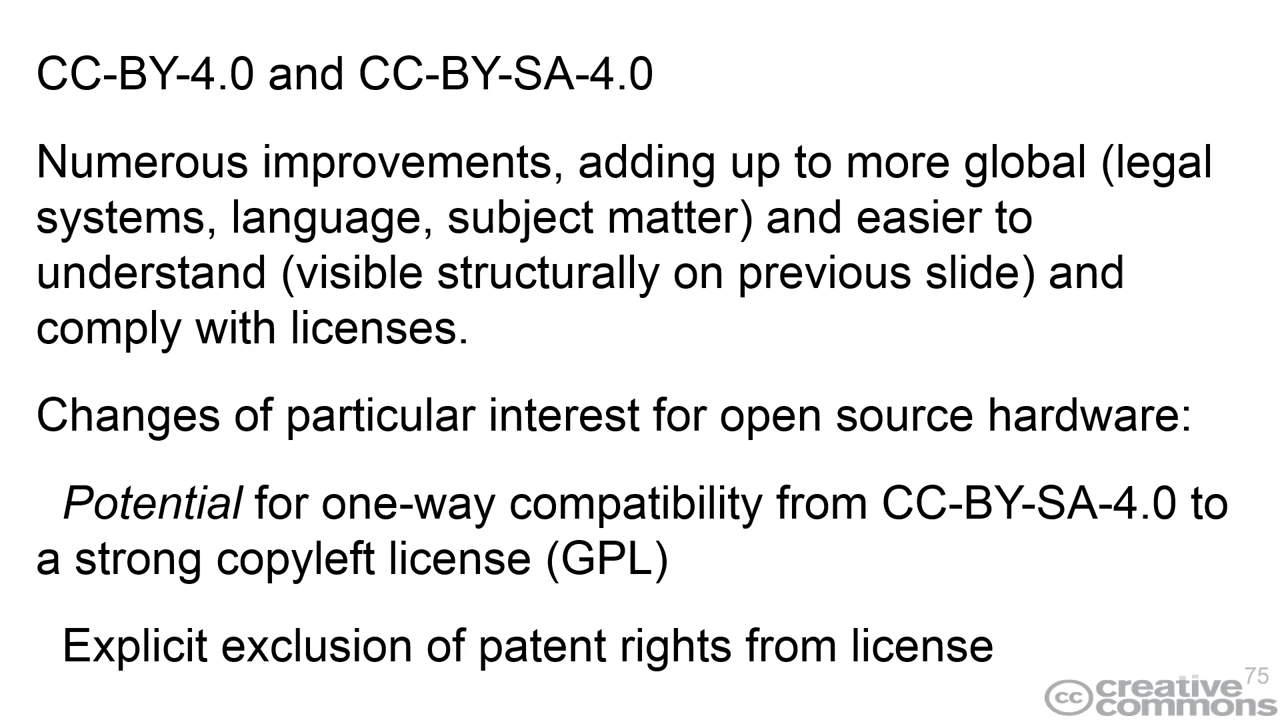 CC-BY-4.0 and CC-BY-SA-4.0
Numerous improvements, adding up to more global (legal
systems, language, subject matter) and easier to
understand (visible structurally on previous slide) and
comply with licenses.
Changes of particular interest for open source hardware:
Potential for one-way compatibility from CC-BY-SA-4.0 to
a strong copyleft license (GPL)
Explicit exclusion of patent rights from license
75
cc creative
commons